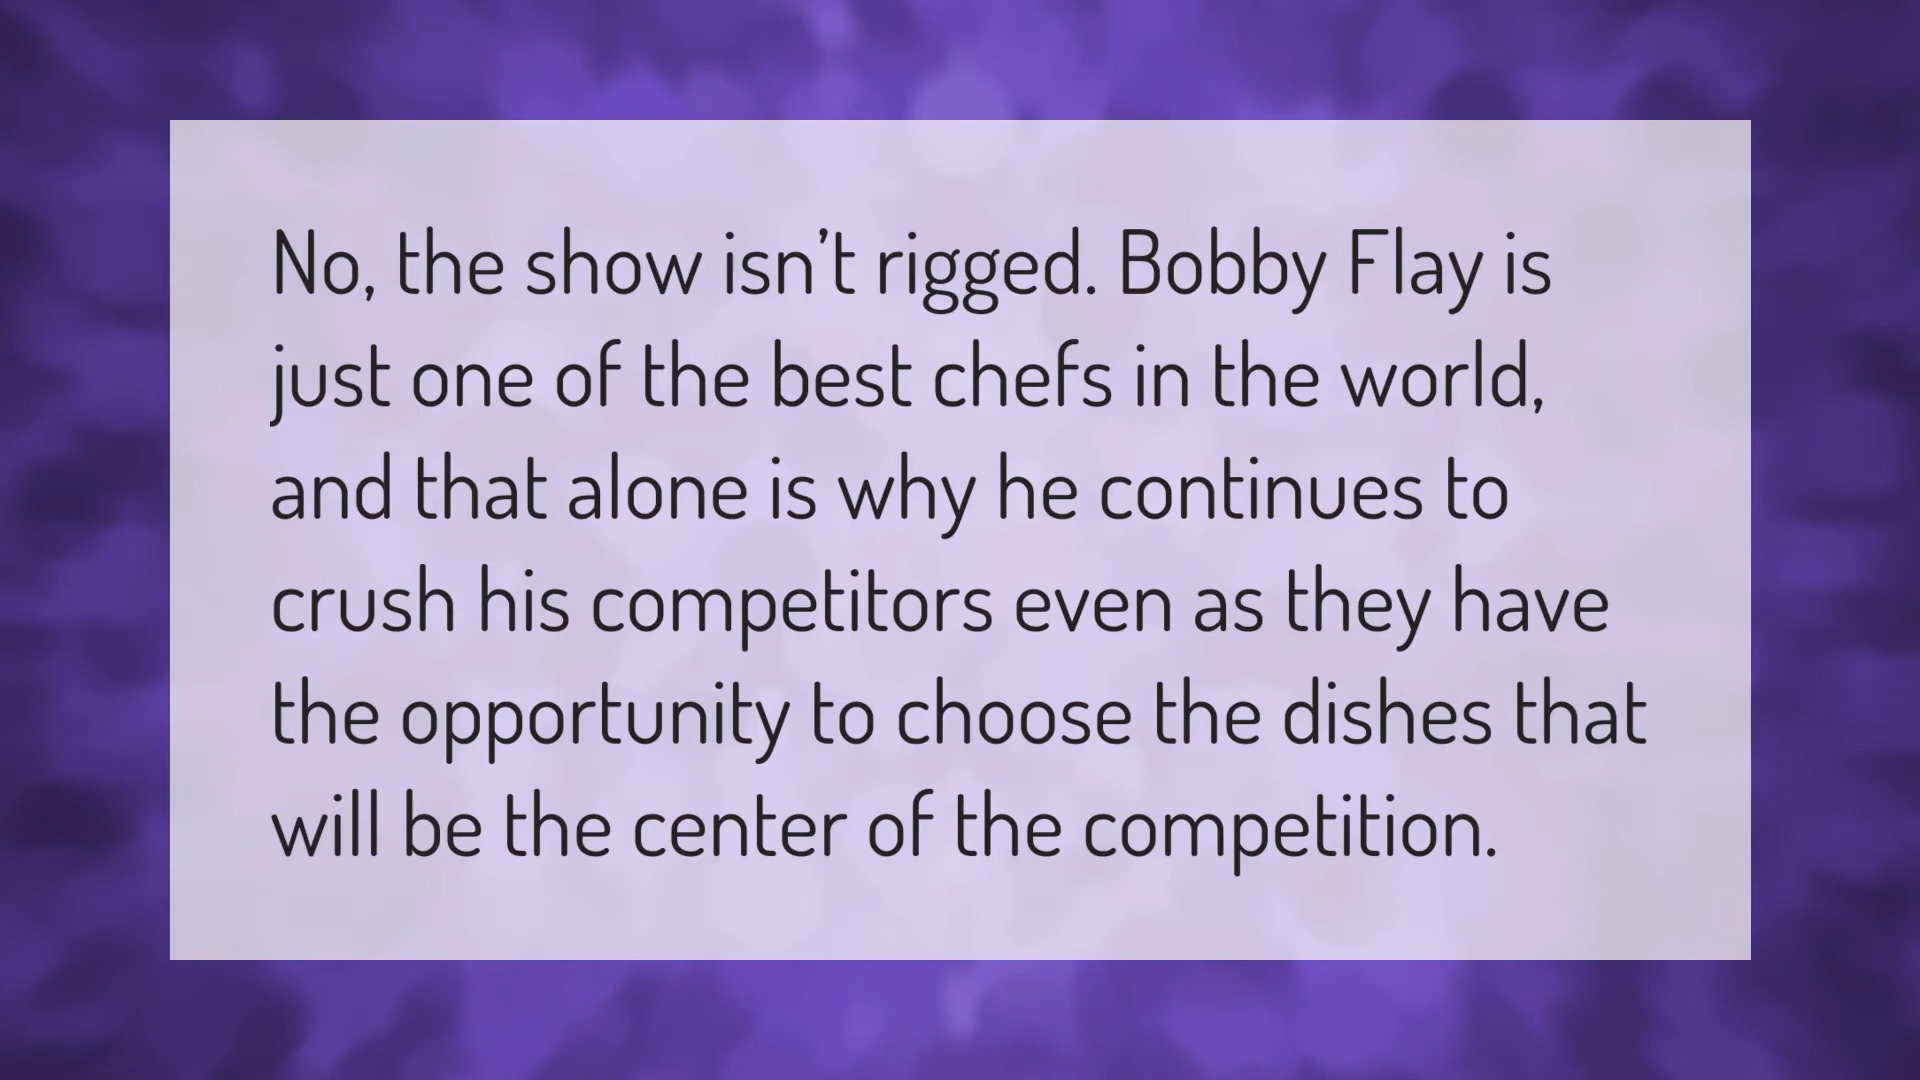 No, the show isn’t rigged. Bobby Flay is
just one of the best chefs in the world,
and that alone is why he continues to
crush his competitors even as they have
the opportunity to choose the dishes that
will be the center of the competition.